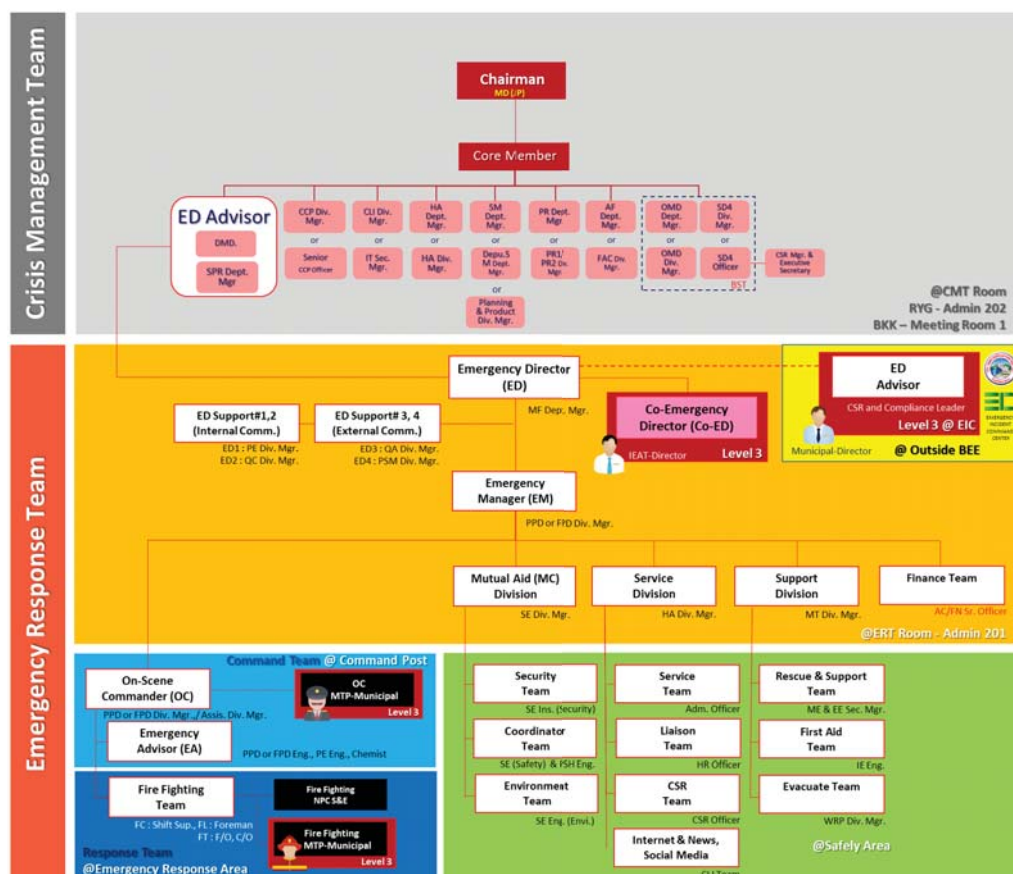 Crisis Management Team
Chairman
MD (JP)
Core Member
ED Advisor
DMD.
SPR Dept.
Mgr
CCP Div.
Mgr.
or
Senior
CCP Officer
CLI Div.
Mgr.
or
IT Sec.
Mgr.
HA
Dept.
Mgr.
or
HA Div.
Mgr.
SM
Dept.
Mgr.
or
Depu.S
M Dept.
Mgr.
or
Planning
& Product
Div. Mgr.
PR Dept.
Mgr.
or
PR1/
PR2 Div.
Mgr
AF
Dept.
Mgr.
or
FAC Div.
Mgr.
OMD
Dept.
Mgr.
or
OMD
Div.
Mgr.
SD4
Div.
Mgr.
or
SD4
Officer
BST
CSR Mgr. &
Executive
Secretary
@CMT Room
RYG - Admin 202
BKK – Meeting Room 1
Emergency Response Team
Emergency Director
(ED)
MF Dep. Mgr.
ED Support#1,2
(Internal Comm.)
ED1 : PE Div. Mgr.
ED2 : QC Div. Mgr.
ED Support# 3, 4
(External Comm.)
ED3 : QA Div. Mgr.
ED4 : PSM Div. Mgr.
Co-Emergency
Director (Co-ED)
IEAT-Director
Level 3
ED
Advisor
CSR and Compliance Leader
Level 3 @ EIC
Municipal-Director
@ Outside BEE
EMERGENCY
INCIDENT
COMMAND
CENTER
Emergency
Manager (EM)
PPD or FPD Div. Mgr.
Mutual Aid (MC)
Division
SE Div. Mgr.
Service
Division
HA Div. Mgr.
Support
Division
MT Div. Mgr.
Finance Team
AC/FN Sr. Officer
@ERT Room - Admin 201
Command Team @ Command Post
On-Scene
Commander (OC)
PPD or FPD Div. Mgr.,/Assis. Div. Mgr.
OC
MTP-Municipal
Level 3
Emergency
Advisor (EA)
PPD or FPD Eng., PE Eng., Chemist
Fire Fighting
Team
FC : Shift Sup., FL : Foreman
FT : F/O, C/O
Fire Fighting
NPC S&E
Fire Fighting
MTP-Municipal
Level 3
Response Team
@Emergency Response Area
Security
Team
SE Ins. (Security)
Coordinator
Team
SE (Safety) & PSH Eng.
Environment
Team
SE Eng. (Envi.)
Service
Team
Adm. Officer
Liaison
Team
HR Officer
CSR
Team
CSR Officer
Internet & News,
Social Media
CLI Team
Rescue & Support
Team
ME & EE Sec. Mgr.
First Aid
Team
IE Eng.
Evacuate Team
WRP Div. Mgr.
@Safely Area